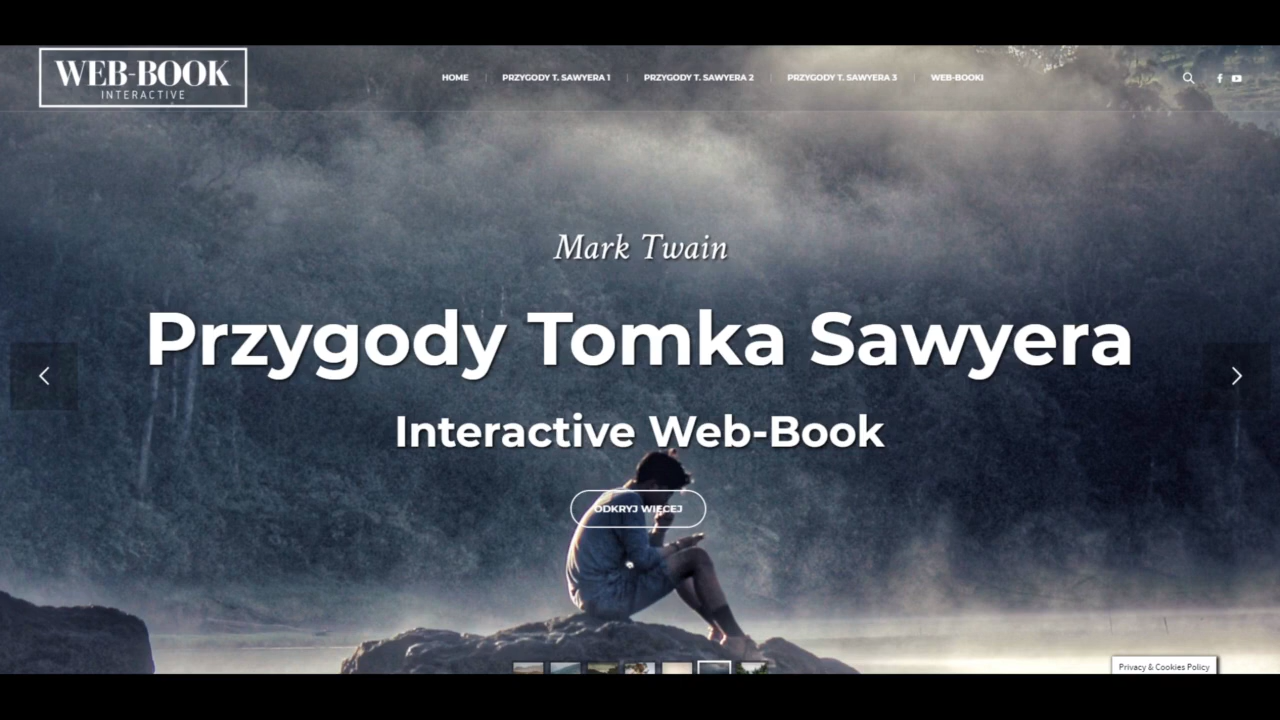 WEB-BOOK
INTERACTIVE
HOME
PRZYGODY T. SAWYERA 1
PRZYGODY T. SAWYERA 2
PRZYGODY T. SAWYERA 3
WEB-BOOKI
Mark Twain
Przygody Tomka Sawyera
Interactive Web-Book
ODKRYJ WIĘCEJ
Privacy & Cookies Policy